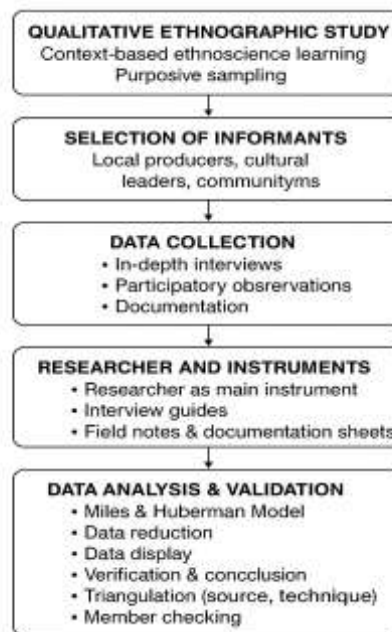 QUALITATIVE ETHNOGRAPHIC STUDY
Context-based ethnoscience learning
Purposive sampling
SELECTION OF INFORMANTS
Local producers, cultural
leaders, communityms
DATA COLLECTION
• In-depth interviews
• Participatory obsrervations
• Documentation
RESEARCHER AND INSTRUMENTS
• Researcher as main instrument
• Interview guides
• Field notes & documentation sheets
DATA ANALYSIS & VALIDATION
• Miles & Huberman Model
• Data reduction
• Data display
• Verification & concclusion
• Triangulation (source, technique)
• Member checking